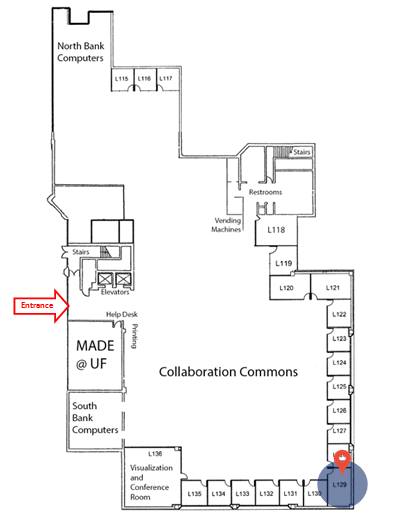 North Bank
Computers
L115
L116
L117
Stairs
Restrooms
Vending
Machines
L118
L119
L120
L121
Stairs
Elevators
Entrance
Help Desk
Printing
MADE
@ UF
L122
L123
L124
L125
L126
L127
Collaboration Commons
South
Bank
Computers
L136
Visualization
and
Conference
Room
L135
L134
L133
L132
L131
L130
L129